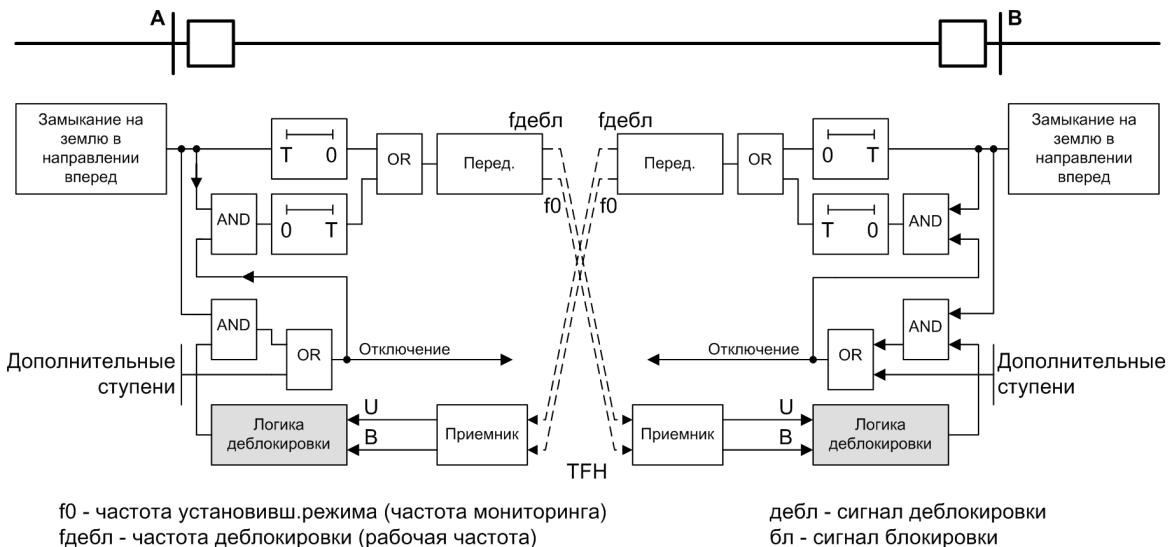 A
B
Замыкание на
землю в
направлении
вперед
T 0
OR
Перед.
fдебл
fдебл
f0
f0
Перед.
OR
0 T
Замыкание на
землю в
направлении
вперед
AND
0 T
T 0
AND
AND
OR
Отключение
Отключение
OR
AND
Дополнительные
ступени
Дополнительные
ступени
Логика
деблокировки
U
B
Приемник
Приемник
U
B
Логика
деблокировки
TFH
f0 - частота установивш.режима (частота мониторинга)
fдебл - частота деблокировки (рабочая частота)
дебл - сигнал деблокировки
бл - сигнал блокировки